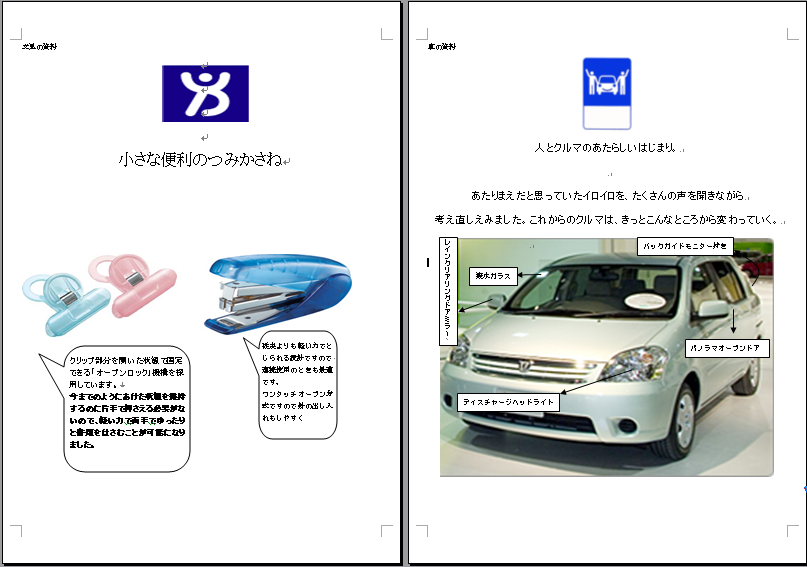 文具の資料
小さな便利のつみかさね
クリップ部分を開いた状態で固定
できる「オープンロック」機構を採
用しています。
今までのようにあけた状態を維持
するのに片手で押さえる必要がな
いので、軽い力で両手でゆったり
と書類をはさむことが可能になり
ました。
従来よりも軽い力でと
じられる設計ですので
連続使用のときも最適
です。
ワンタッチオープン方
式ですので針の出し入
れもしやすく
車の資料
人とクルマのあたらしいはじまり。
あたりまえだと思っていたイロイロを、たくさんの声を聞きながら
考え直しえみました。これからのクルマは、きっとこんなところから変わっていく。
レインクリアリングドアミラー
バックガイドモニター付き
撥水ガラス
パノラマオープンドア
ディスチャージヘッドライト